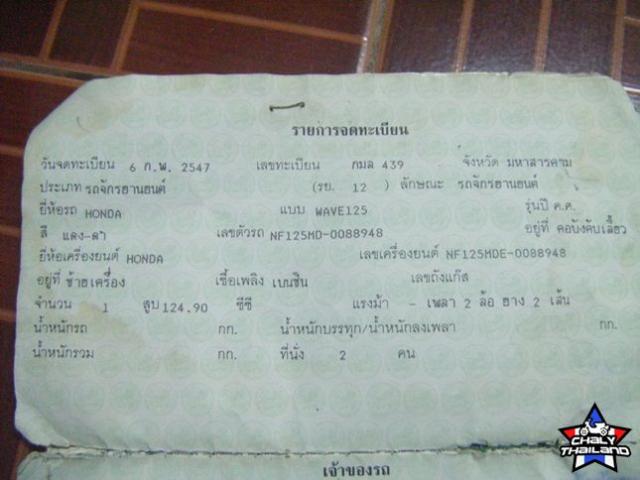 รายการจดทะเบียน
วันจดทะเบียน 6 ก.พ. 2547 เลขทะเบียน กมล 439 จังหวัด มหาสารคาม
ประเภท รถจักรยานยนต์ (รย. 12 ) ลักษณะ รถจักรยานยนต์
ยี่ห้อรถ HONDA แบบ WAVE125 รุ่นปี ค.ศ.
สี แดง-ดำ เลขตัวรถ NF125MD-0088948 อยู่ที่ คอบังคับเลี้ยว
ยี่ห้อเครื่องยนต์ HONDA เลขเครื่องยนต์ NF125MDE-0088948
อยู่ที่ ข้างเครื่อง เชื้อเพลิง เบนซิน เลขถังแก๊ส
จำนวน 1 สูบ 124.90 ซีซี แรงม้า - เพลา 2 ล้อ ยาง 2 เส้น
น้ำหนักรถ กก. น้ำหนักบรรทุก/น้ำหนักลงเพลา กก.
น้ำหนักรวม กก. ที่นั่ง 2 คน
เจ้าของรถ
CHALY
THAILAND